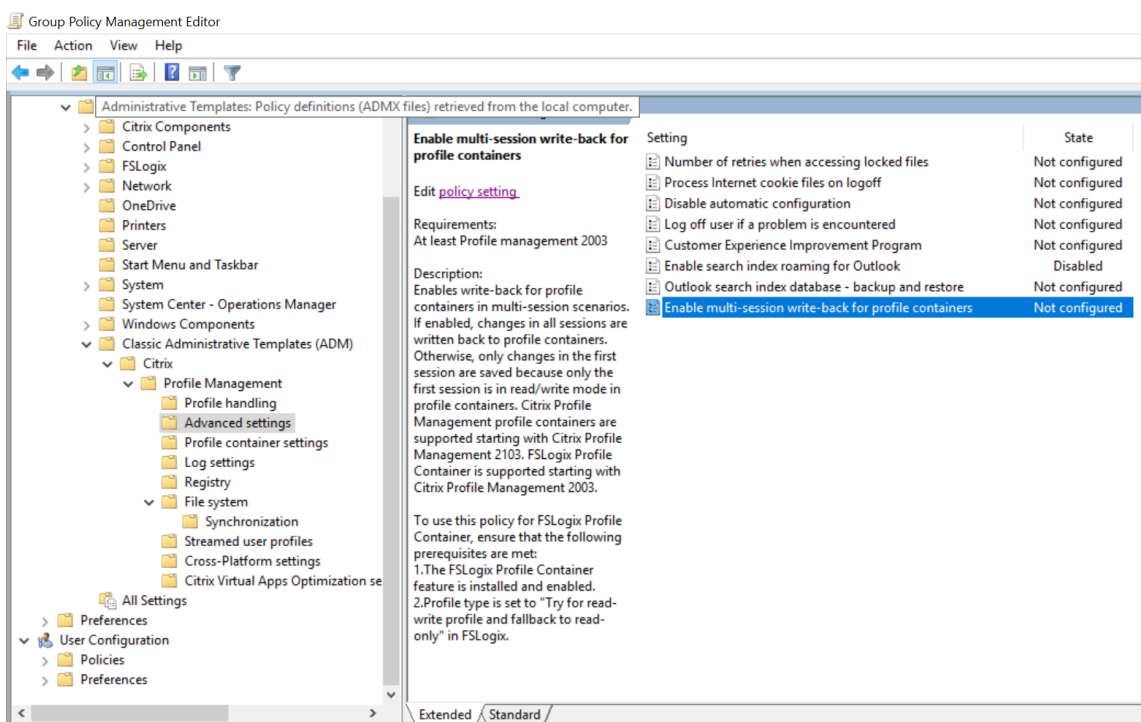 Group Policy Management Editor
File Action View Help
Administrative Templates: Policy definitions (ADMX files) retrieved from the local computer.
Citrix Components
Control Panel
FSLogix
Network
OneDrive
Printers
Server
Start Menu and Taskbar
System
System Center - Operations Manager
Windows Components
Classic Administrative Templates (ADM)
Citrix
Profile Management
Profile handling
Advanced settings
Profile container settings
Log settings
Registry
File system
Synchronization
Streamed user profiles
Cross-Platform settings
Citrix Virtual Apps Optimization se
All Settings
Preferences
User Configuration
Policies
Preferences
Enable multi-session write-back for
profile containers
Edit policy setting
Requirements:
At least Profile management 2003
Description:
Enables write-back for profile
containers in multi-session scenarios.
If enabled, changes in all sessions are
written back to profile containers.
Otherwise, only changes in the first
session are saved because only the
first session is in read/write mode in
profile containers. Citrix Profile
Management profile containers are
supported starting with Citrix Profile
Management 2103. FSLogix Profile
Container is supported starting with
Citrix Profile Management 2003.
To use this policy for FSLogix Profile
Container, ensure that the following
prerequisites are met:
1.The FSLogix Profile Container
feature is installed and enabled.
2.Profile type is set to "Try for read-
write profile and fallback to read-
only" in FSLogix.
Setting State
Number of retries when accessing locked files Not configured
Process Internet cookie files on logoff Not configured
Disable automatic configuration Not configured
Log off user if a problem is encountered Not configured
Customer Experience Improvement Program Not configured
Enable search index roaming for Outlook Disabled
Outlook search index database - backup and restore Not configured
Enable multi-session write-back for profile containers Not configured
Extended Standard